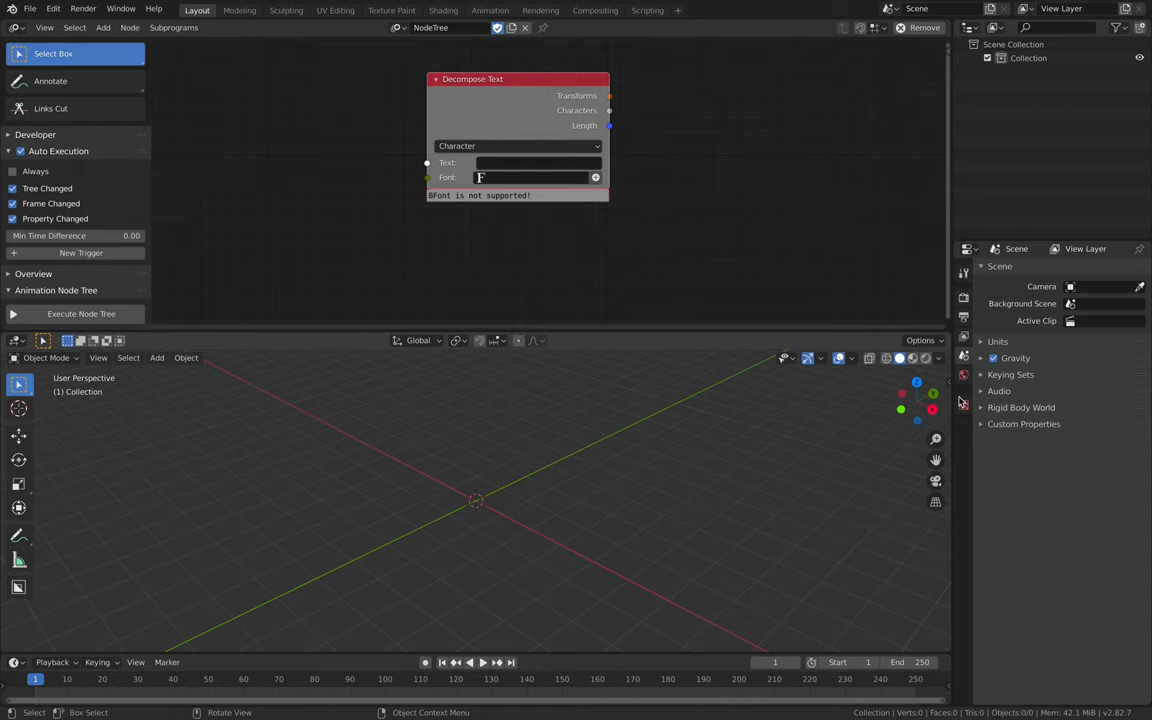 File Edit Render Window Help Layout Modeling Sculpting UV Editing Texture Paint Shading Animation Rendering Compositing Scripting + Scene View Layer
View Select Add Node Subprograms NodeTree Remove
Select Box
Annotate
Links Cut
Developer
Auto Execution
Always
Tree Changed
Frame Changed
Property Changed
Min Time Difference 0.00
New Trigger
Overview
Animation Node Tree
Execute Node Tree
Decompose Text
Transforms
Characters
Length
Character
Text:
Font: F
BFont is not supported!
Scene Collection
Collection
Scene View Layer
Scene
Camera
Background Scene
Active Clip
Units
Gravity
Keying Sets
Audio
Rigid Body World
Custom Properties
Global Options
Object Mode View Select Add Object
User Perspective
(1) Collection
Z
Y
X
Playback Keying View Marker 1 Start 1 End 250
1 10 20 30 40 50 60 70 80 90 100 110 120 130 140 150 160 170 180 190 200 210 220 230 240 250
Select Box Select Rotate View Object Context Menu Collection | Verts:0 | Faces:0 | Tris:0 | Objects:0/0 | Mem: 42.1 MiB | v2.82.7